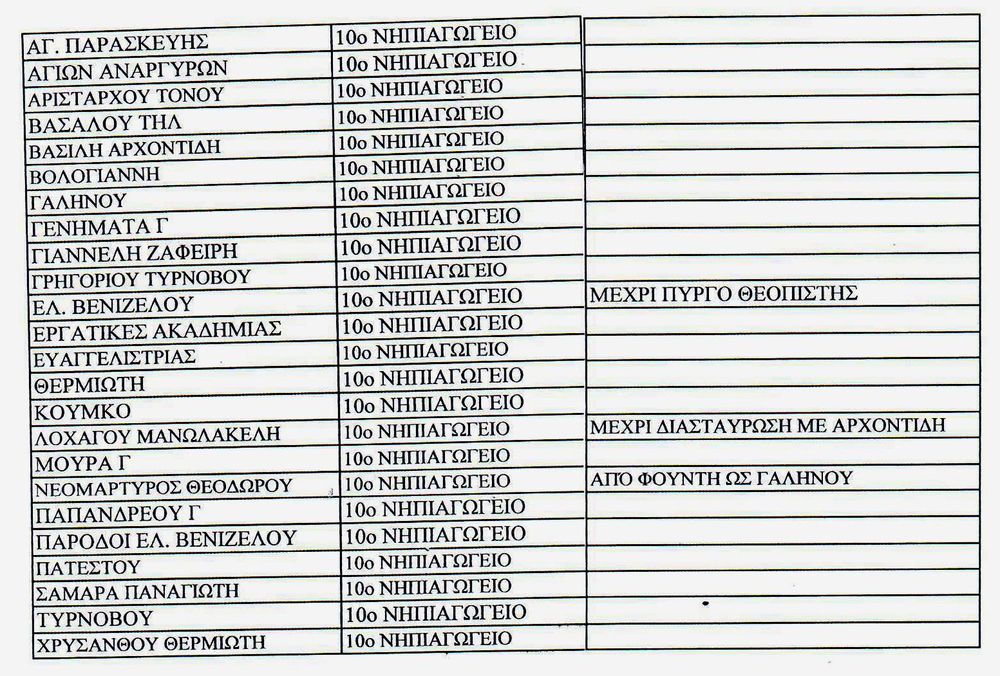 ΑΓ. ΠΑΡΑΣΚΕΥΗΣ 10ο ΝΗΠΙΑΓΩΓΕΙΟ
ΑΓΙΩΝ ΑΝΑΡΓΥΡΩΝ 10ο ΝΗΠΙΑΓΩΓΕΙΟ
ΑΡΙΣΤΑΡΧΟΥ ΤΟΝΟΥ 10ο ΝΗΠΙΑΓΩΓΕΙΟ
ΒΑΣΑΛΟΥ ΤΗΛ 10ο ΝΗΠΙΑΓΩΓΕΙΟ
ΒΑΣΙΛΗ ΑΡΧΟΝΤΙΔΗ 10ο ΝΗΠΙΑΓΩΓΕΙΟ
ΒΟΛΟΓΙΑΝΝΗ 10ο ΝΗΠΙΑΓΩΓΕΙΟ
ΓΑΛΗΝΟΥ 10ο ΝΗΠΙΑΓΩΓΕΙΟ
ΓΕΝΗΜΑΤΑ Γ 10ο ΝΗΠΙΑΓΩΓΕΙΟ
ΓΙΑΝΝΕΛΗ ΖΑΦΕΙΡΗ 10ο ΝΗΠΙΑΓΩΓΕΙΟ
ΓΡΗΓΟΡΙΟΥ ΤΥΡΝΟΒΟΥ 10ο ΝΗΠΙΑΓΩΓΕΙΟ
ΕΛ. ΒΕΝΙΖΕΛΟΥ 10ο ΝΗΠΙΑΓΩΓΕΙΟ ΜΕΧΡΙ ΠΥΡΓΟ ΘΕΟΠΙΣΤΗΣ
ΕΡΓΑΤΙΚΕΣ ΑΚΑΔΗΜΙΑΣ 10ο ΝΗΠΙΑΓΩΓΕΙΟ
ΕΥΑΓΓΕΛΙΣΤΡΙΑΣ 10ο ΝΗΠΙΑΓΩΓΕΙΟ
ΘΕΡΜΙΩΤΗ 10ο ΝΗΠΙΑΓΩΓΕΙΟ
ΚΟΥΜΚΟ 10ο ΝΗΠΙΑΓΩΓΕΙΟ
ΛΟΧΑΓΟΥ ΜΑΝΩΛΑΚΕΛΗ 10ο ΝΗΠΙΑΓΩΓΕΙΟ ΜΕΧΡΙ ΔΙΑΣΤΑΥΡΩΣΗ ΜΕ ΑΡΧΟΝΤΙΔΗ
ΜΟΥΡΑ Γ 10ο ΝΗΠΙΑΓΩΓΕΙΟ
ΝΕΟΜΑΡΤΥΡΟΣ ΘΕΟΔΩΡΟΥ 10ο ΝΗΠΙΑΓΩΓΕΙΟ ΑΠΌ ΦΟΥΝΤΗ ΩΣ ΓΑΛΗΝΟΥ
ΠΑΠΑΝΔΡΕΟΥ Γ 10ο ΝΗΠΙΑΓΩΓΕΙΟ
ΠΑΡΟΔΟΙ ΕΛ. ΒΕΝΙΖΕΛΟΥ 10ο ΝΗΠΙΑΓΩΓΕΙΟ
ΠΑΤΕΣΤΟΥ 10ο ΝΗΠΙΑΓΩΓΕΙΟ
ΣΑΜΑΡΑ ΠΑΝΑΓΙΩΤΗ 10ο ΝΗΠΙΑΓΩΓΕΙΟ
ΤΥΡΝΟΒΟΥ 10ο ΝΗΠΙΑΓΩΓΕΙΟ
ΧΡΥΣΑΝΘΟΥ ΘΕΡΜΙΩΤΗ 10ο ΝΗΠΙΑΓΩΓΕΙΟ